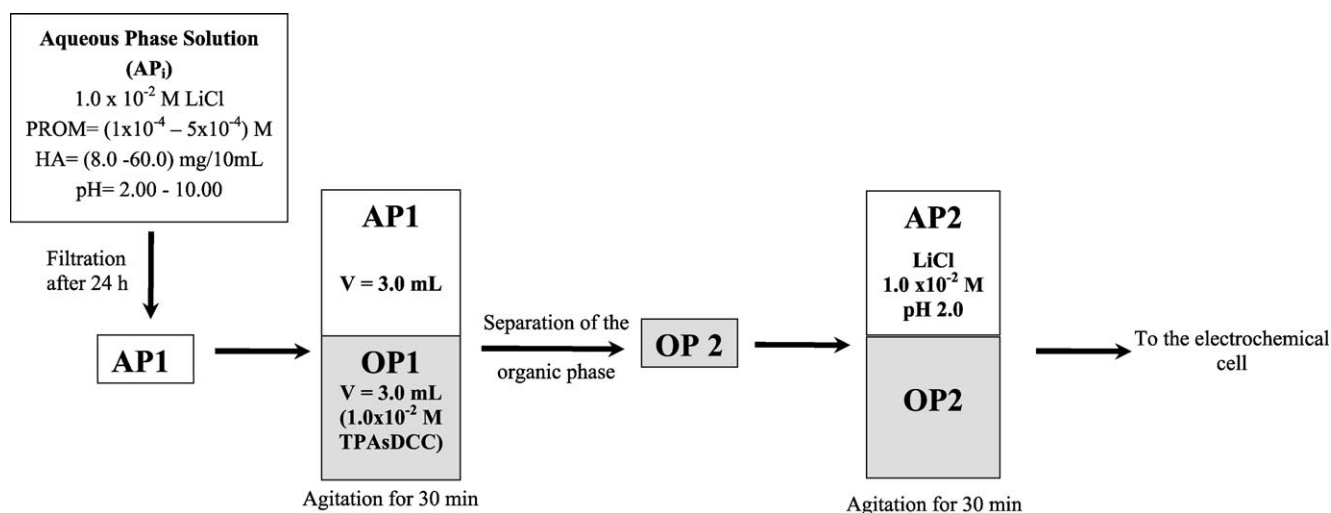 Aqueous Phase Solution
(APᵢ)
1.0 x 10⁻² M LiCl
PROM= (1x10⁻⁴ – 5x10⁻⁴) M
HA= (8.0 -60.0) mg/10mL
pH= 2.00 - 10.00
Filtration
after 24 h
AP1
AP1
V = 3.0 mL
OP1
V = 3.0 mL
(1.0x10⁻² M
TPAsDCC)
Agitation for 30 min
Separation of the
organic phase
OP 2
AP2
LiCl
1.0 x10⁻² M
pH 2.0
OP2
Agitation for 30 min
To the electrochemical
cell